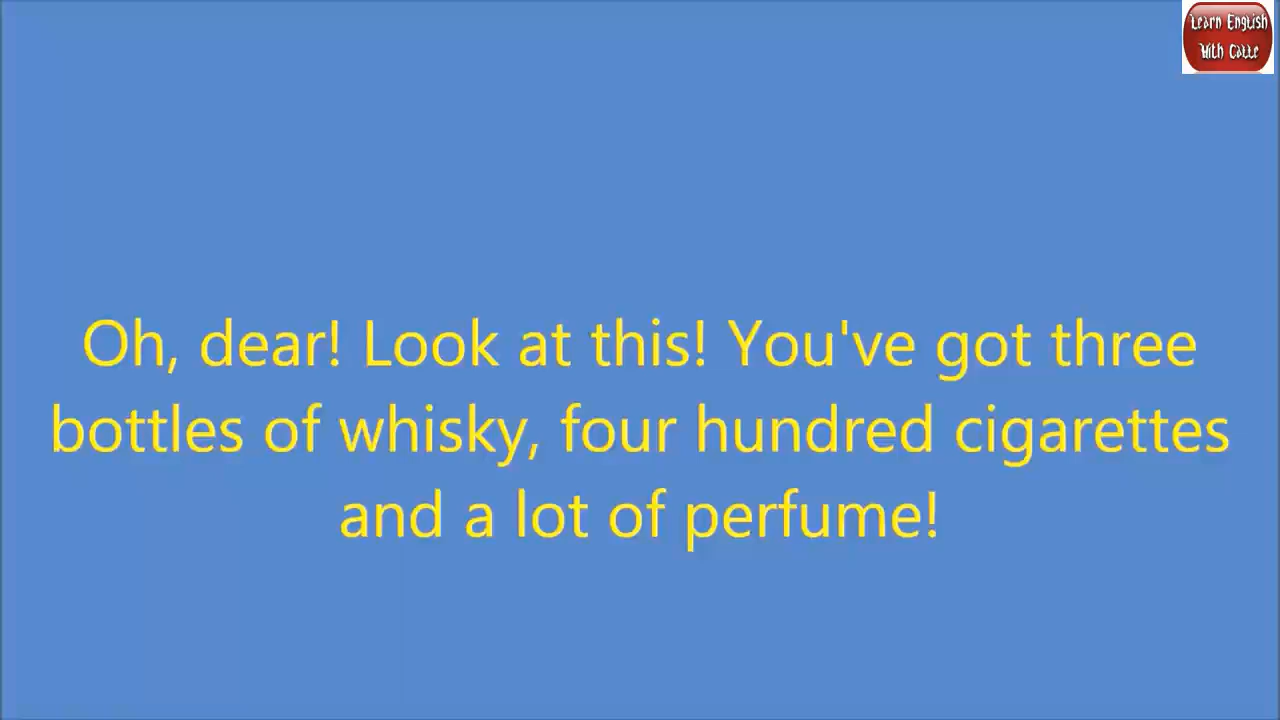 Learn English
With Catte
Oh, dear! Look at this! You've got three
bottles of whisky, four hundred cigarettes
and a lot of perfume!